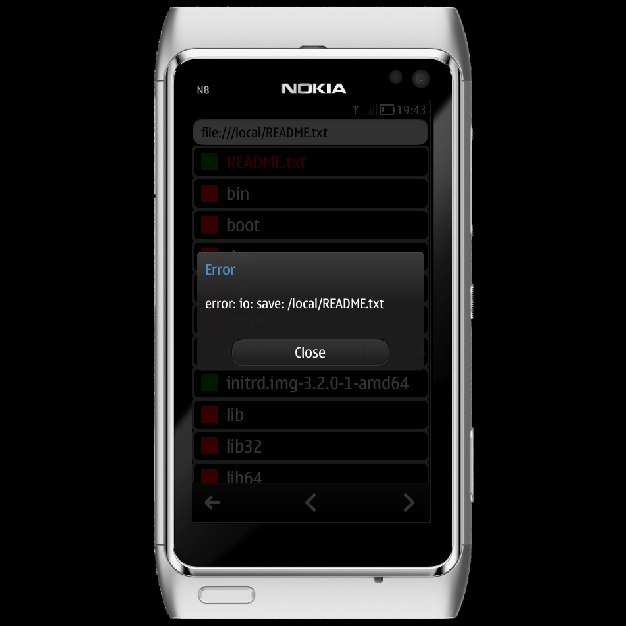 N8
NOKIA
19:43
file:///local/README.txt
README.txt
bin
boot
Error
error: io: save: /local/README.txt
Close
initrd.img-3.2.0-1-amd64
lib
lib32
lib64